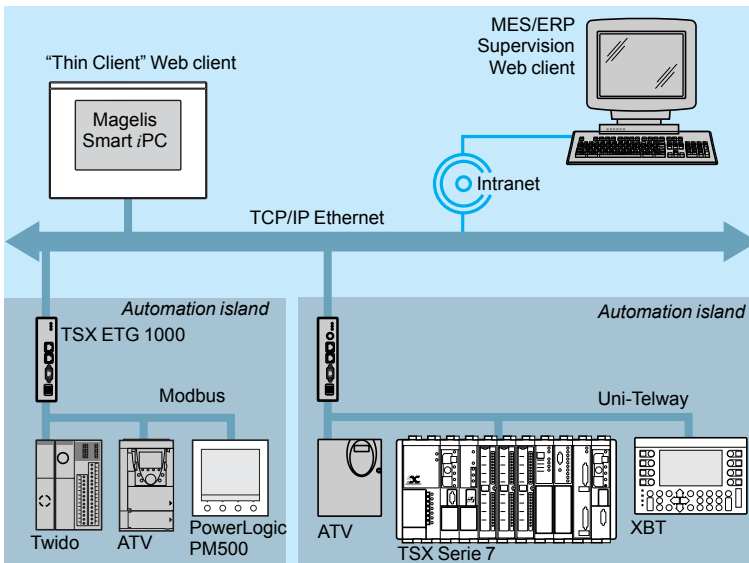 MES/ERP
Supervision
Web client
“Thin Client” Web client
Magelis
Smart iPC
Intranet
TCP/IP Ethernet
Automation island
Automation island
TSX ETG 1000
Modbus
Uni-Telway
Twido
ATV
PowerLogic
PM500
ATV
TSX Serie 7
XBT